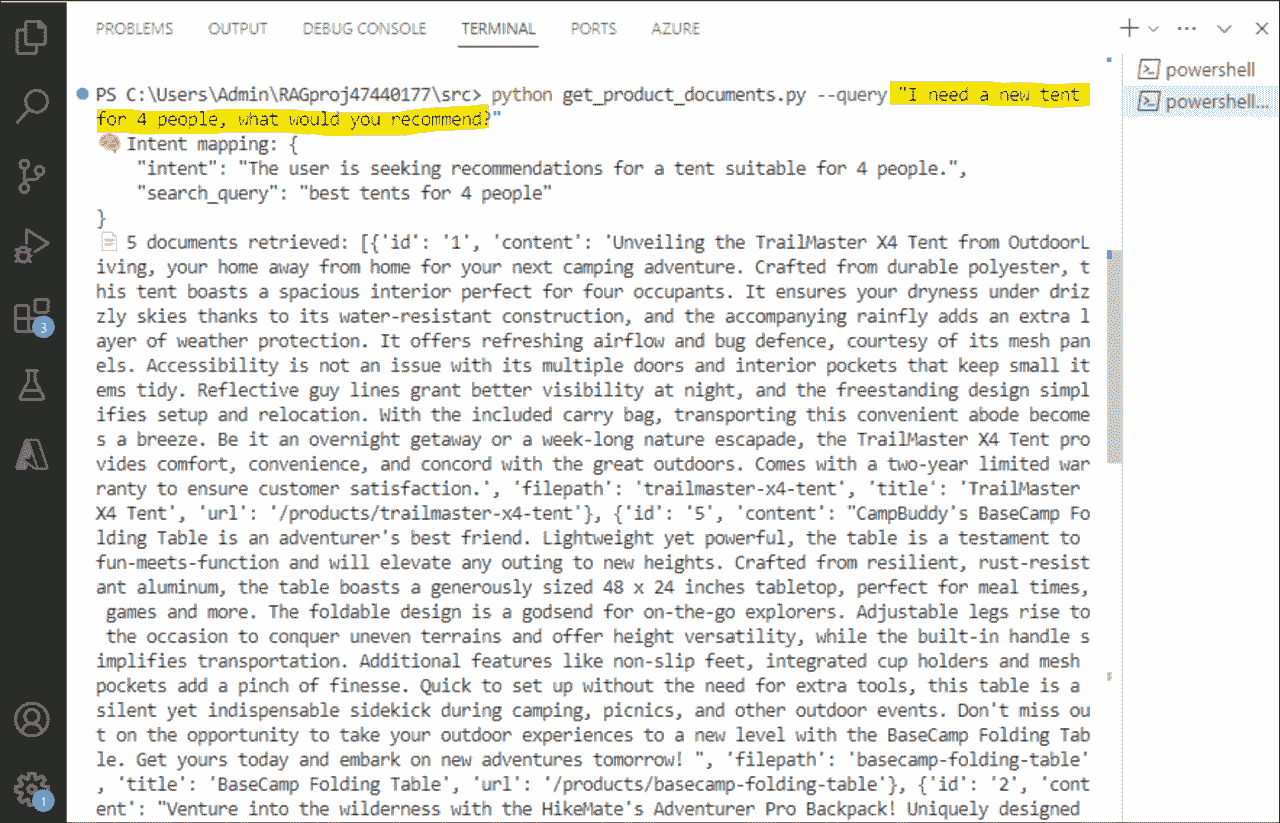 PROBLEMS OUTPUT DEBUG CONSOLE TERMINAL PORTS AZURE
powershell
powershell...
PS C:\Users\Admin\RAGproj47440177\src> python get_product_documents.py --query "I need a new tent
for 4 people, what would you recommend?"
Intent mapping: {
"intent": "The user is seeking recommendations for a tent suitable for 4 people.",
"search_query": "best tents for 4 people"
}
5 documents retrieved: [{'id': '1', 'content': 'Unveiling the TrailMaster X4 Tent from OutdoorL
iving, your home away from home for your next camping adventure. Crafted from durable polyester, t
his tent boasts a spacious interior perfect for four occupants. It ensures your dryness under driz
zly skies thanks to its water-resistant construction, and the accompanying rainfly adds an extra l
ayer of weather protection. It offers refreshing airflow and bug defence, courtesy of its mesh pan
els. Accessibility is not an issue with its multiple doors and interior pockets that keep small it
ems tidy. Reflective guy lines grant better visibility at night, and the freestanding design simpl
ifies setup and relocation. With the included carry bag, transporting this convenient abode become
s a breeze. Be it an overnight getaway or a week-long nature escapade, the TrailMaster X4 Tent pro
vides comfort, convenience, and concord with the great outdoors. Comes with a two-year limited war
ranty to ensure customer satisfaction.', 'filepath': 'trailmaster-x4-tent', 'title': 'TrailMaster
X4 Tent', 'url': '/products/trailmaster-x4-tent'}, {'id': '5', 'content': "CampBuddy's BaseCamp Fo
lding Table is an adventurer's best friend. Lightweight yet powerful, the table is a testament to
fun-meets-function and will elevate any outing to new heights. Crafted from resilient, rust-resist
ant aluminum, the table boasts a generously sized 48 x 24 inches tabletop, perfect for meal times,
games and more. The foldable design is a godsend for on-the-go explorers. Adjustable legs rise to
the occasion to conquer uneven terrains and offer height versatility, while the built-in handle s
implifies transportation. Additional features like non-slip feet, integrated cup holders and mesh
pockets add a pinch of finesse. Quick to set up without the need for extra tools, this table is a
silent yet indispensable sidekick during camping, picnics, and other outdoor events. Don't miss ou
t on the opportunity to take your outdoor experiences to a new level with the BaseCamp Folding Tab
le. Get yours today and embark on new adventures tomorrow! ", 'filepath': 'basecamp-folding-table'
, 'title': 'BaseCamp Folding Table', 'url': '/products/basecamp-folding-table'}, {'id': '2', 'cont
ent': "Venture into the wilderness with the HikeMate's Adventurer Pro Backpack! Uniquely designed
3
1